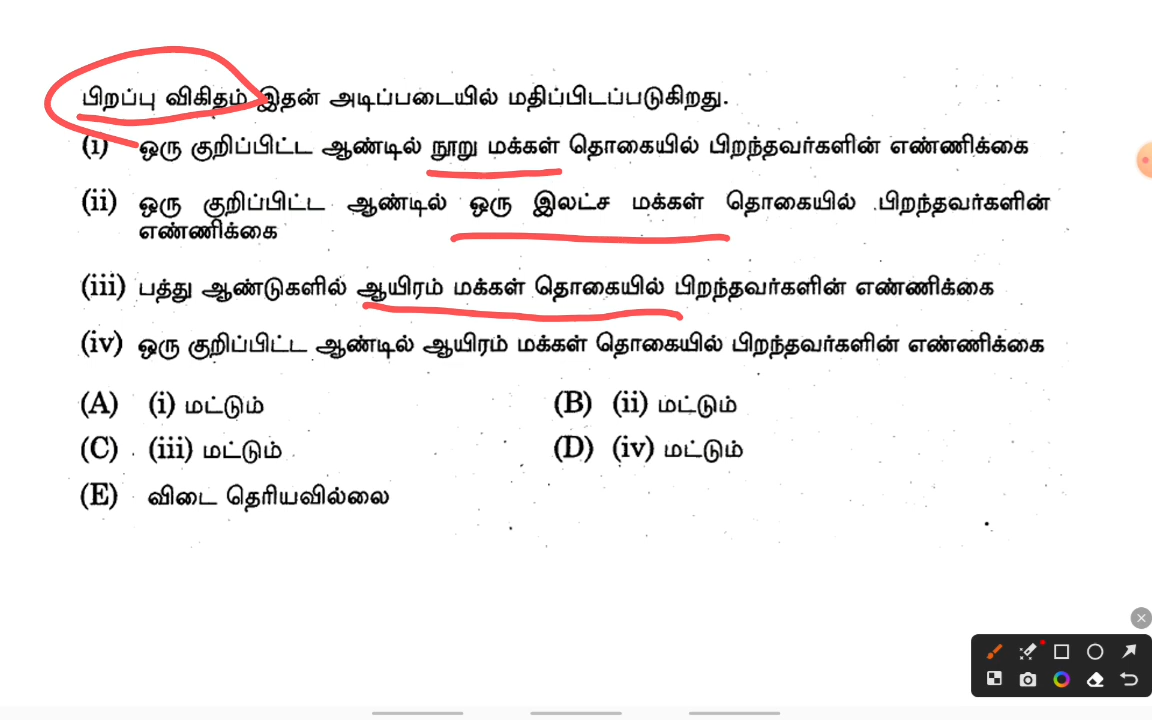 பிறப்பு விகிதம் இதன் அடிப்படையில் மதிப்பிடப்படுகிறது.
(i) ஒரு குறிப்பிட்ட ஆண்டில் நூறு மக்கள் தொகையில் பிறந்தவர்களின் எண்ணிக்கை
(ii) ஒரு குறிப்பிட்ட ஆண்டில் ஒரு இலட்ச மக்கள் தொகையில் பிறந்தவர்களின்
எண்ணிக்கை
(iii) பத்து ஆண்டுகளில் ஆயிரம் மக்கள் தொகையில் பிறந்தவர்களின் எண்ணிக்கை
(iv) ஒரு குறிப்பிட்ட ஆண்டில் ஆயிரம் மக்கள் தொகையில் பிறந்தவர்களின் எண்ணிக்கை
(A) (i) மட்டும் (B) (ii) மட்டும்
(C) (iii) மட்டும் (D) (iv) மட்டும்
(E) விடை தெரியவில்லை